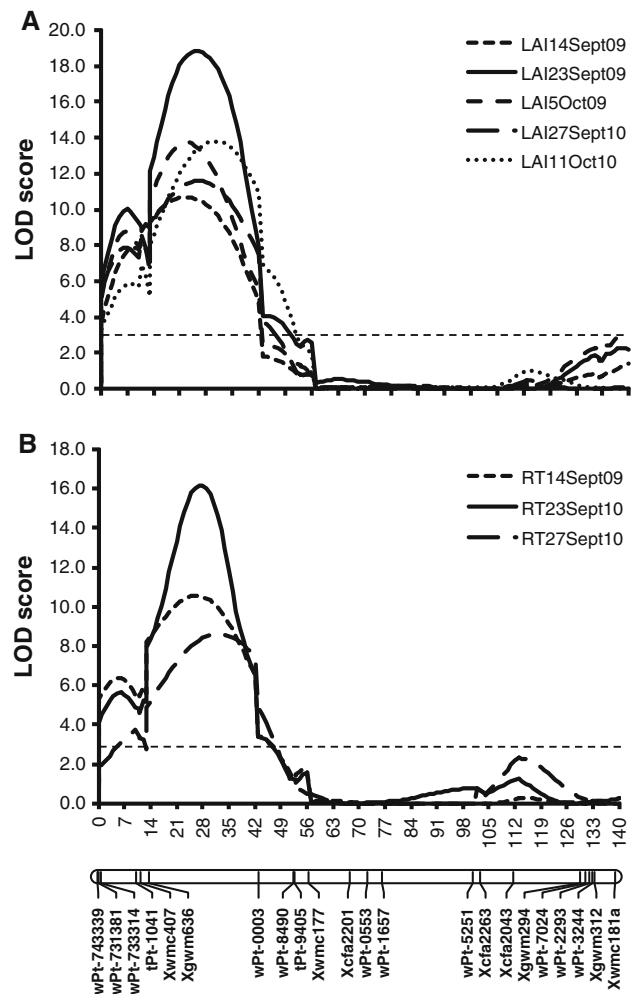 A
20.0
18.0
16.0
14.0
12.0
10.0
8.0
6.0
4.0
2.0
0.0
LOD score
LAI14Sept09
LAI23Sept09
LAI5Oct09
LAI27Sept10
LAI11Oct10
B
18.0
16.0
14.0
12.0
10.0
8.0
6.0
4.0
2.0
0.0
LOD score
RT14Sept09
RT23Sept10
RT27Sept10
0 7 14 21 28 35 42 49 56 63 70 77 84 91 98 105 112 119 126 133 140
wPt-743339
wPt-731381
wPt-733314
tPt-1041
Xwmc407
Xgwm636
wPt-0003
wPt-8490
tPt-9405
Xwmc177
Xcfa2201
wPt-0553
wPt-1657
wPt-5251
Xcfa2263
Xcfa2043
Xgwm294
wPt-7024
wPt-2293
wPt-3244
Xgwm312
Xwmc181a